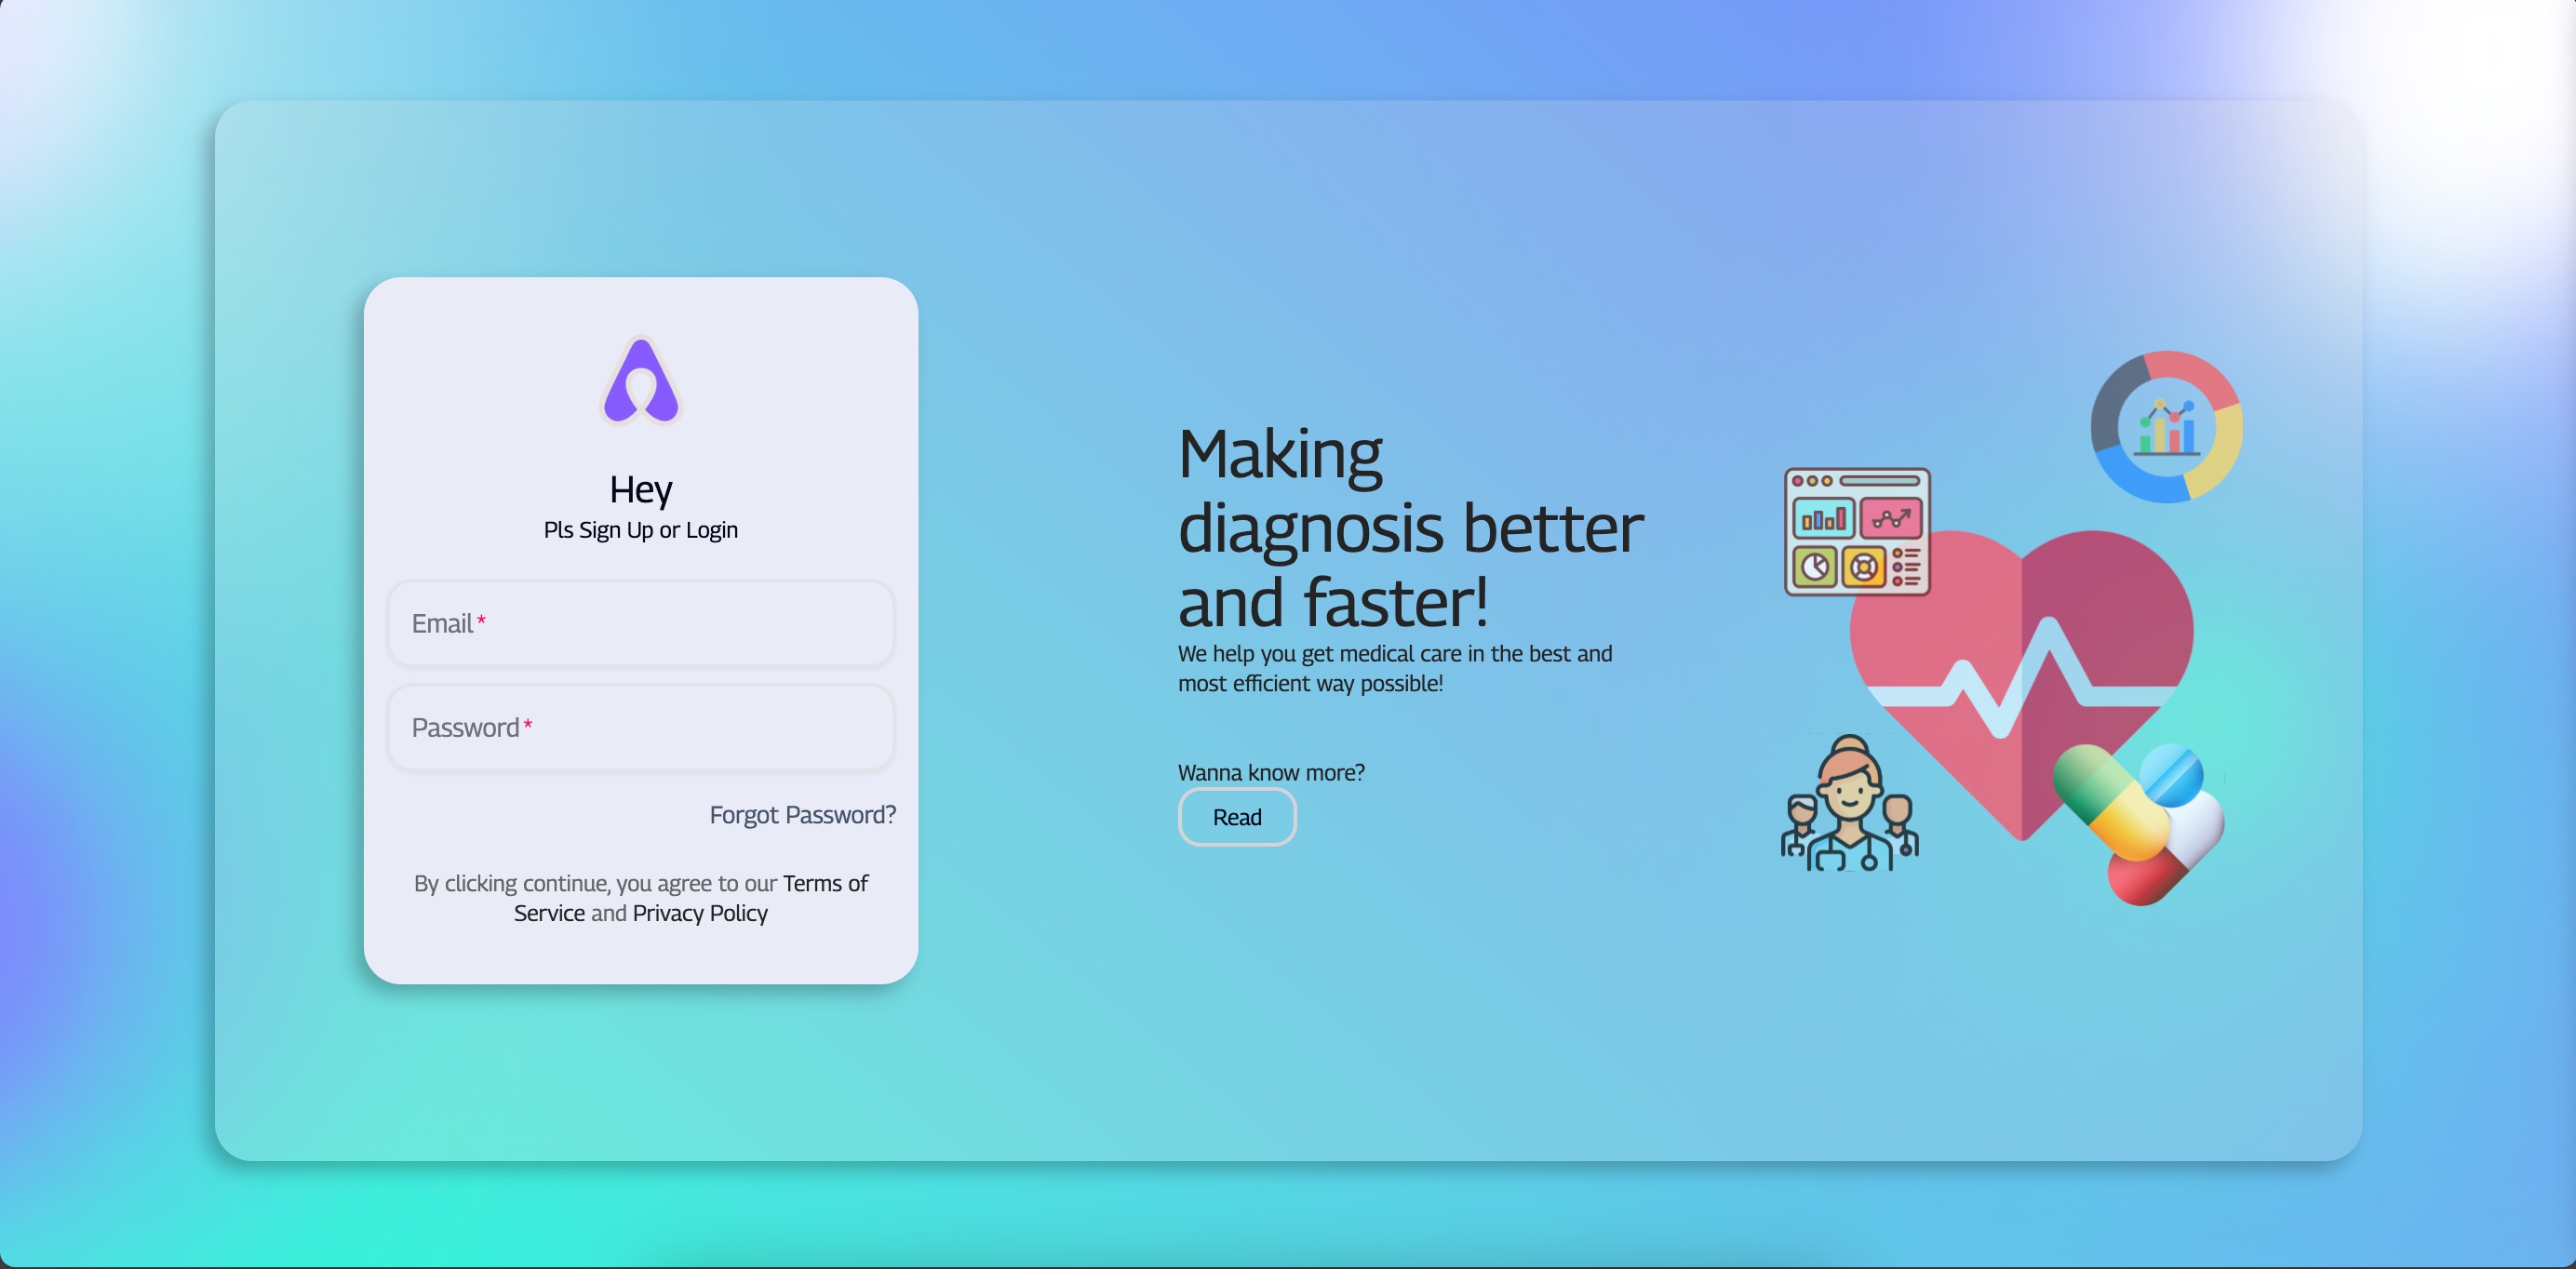 Hey
Pls Sign Up or Login
Email*
Password*
Forgot Password?
By clicking continue, you agree to our Terms of
Service and Privacy Policy
Making
diagnosis better
and faster!
We help you get medical care in the best and
most efficient way possible!
Wanna know more?
Read